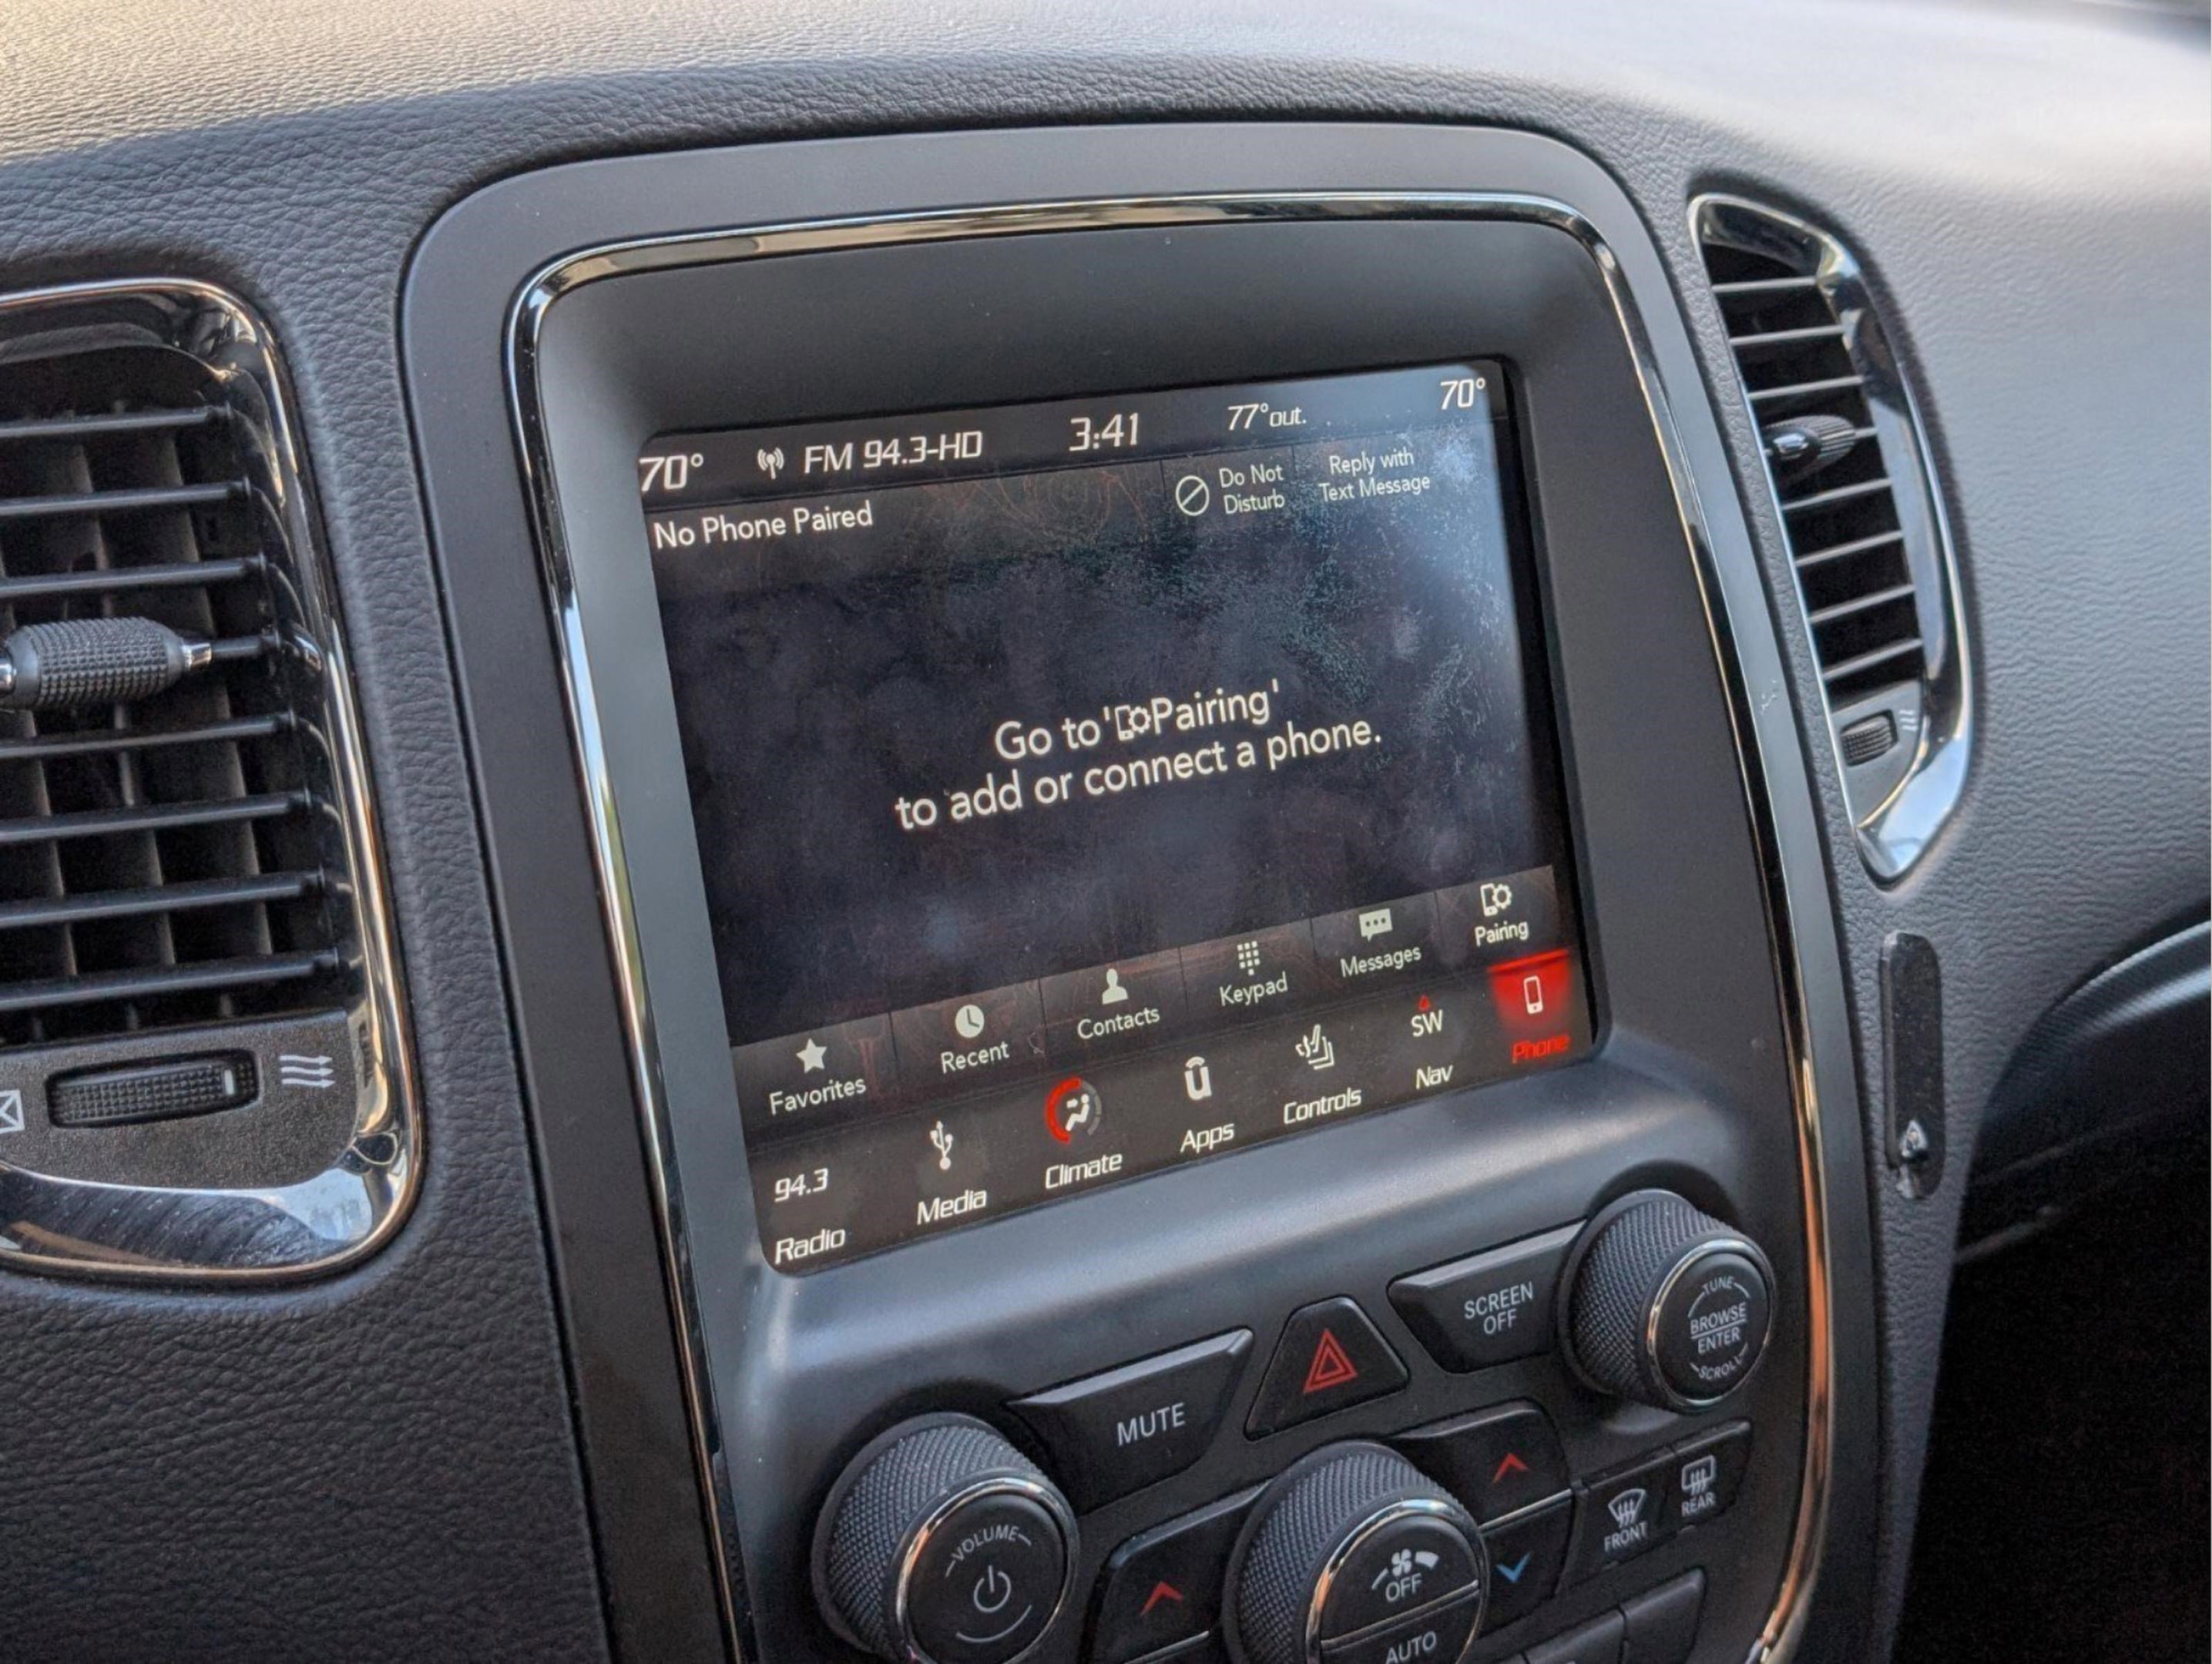 70° FM 94.3-HD 3:41 77° out. 70°
No Phone Paired
Do Not
Disturb
Reply with
Text Message
Go to 'Pairing'
to add or connect a phone.
Favorites Recent Contacts Keypad Messages Pairing
94.3 SW
Radio Media Climate Apps Controls Nav Phone
MUTE
SCREEN
OFF
TUNE
BROWSE
ENTER
SCROLL
VOLUME
OFF
AUTO
FRONT
REAR